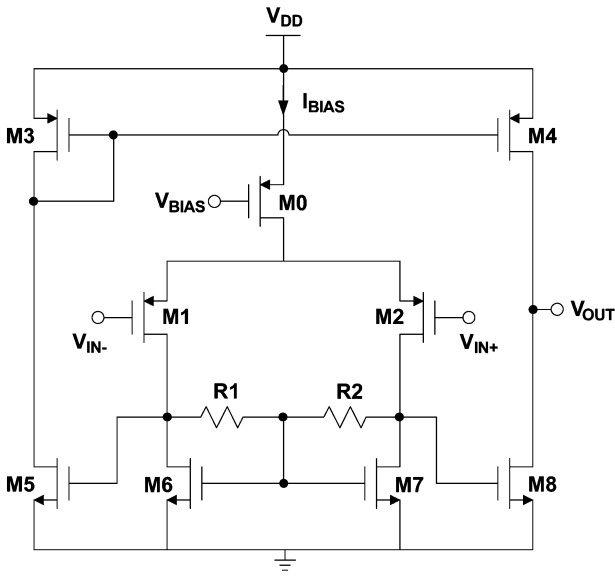 VDD
IBIAS
M3
M4
VBIAS
M0
M1
M2
VOUT
VIN-
VIN+
R1
R2
M5
M6
M7
M8